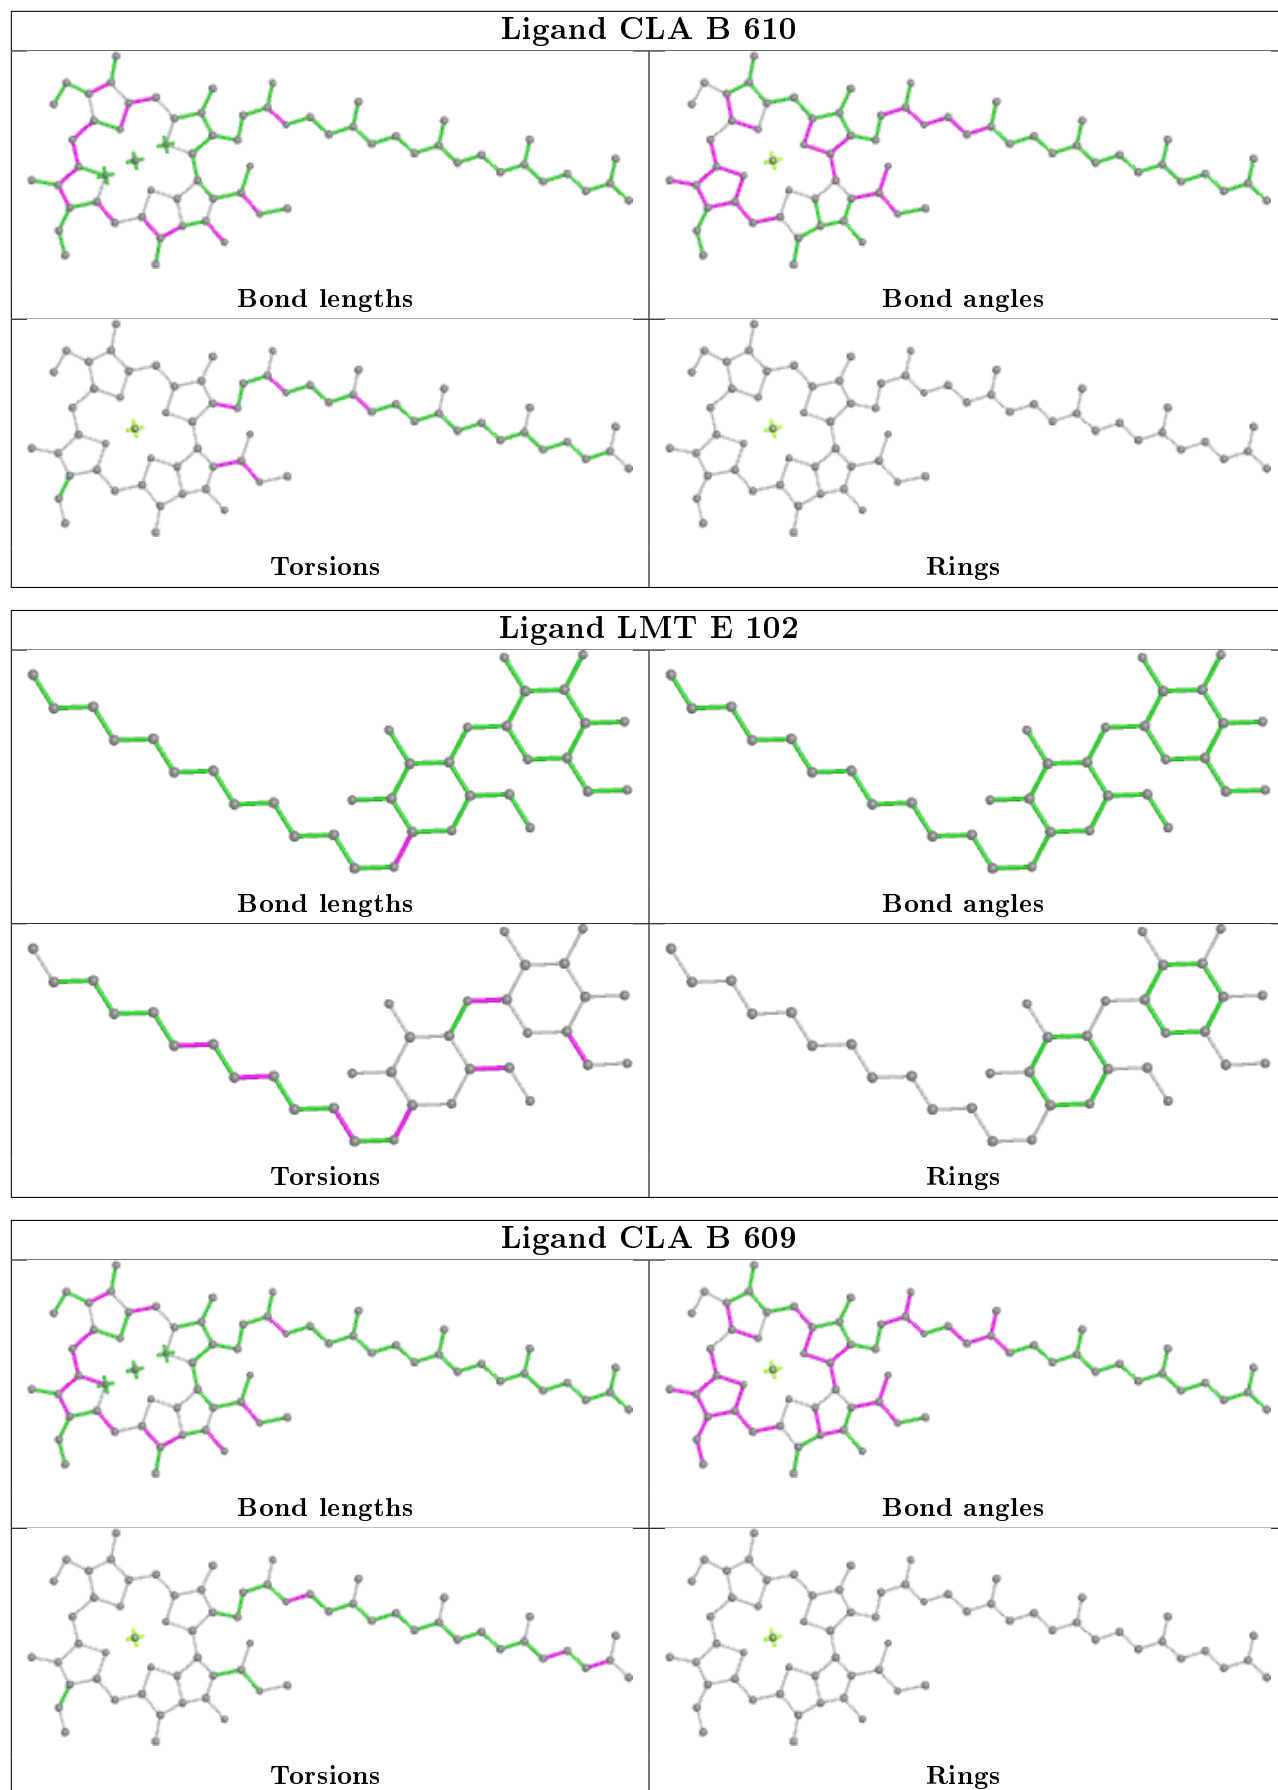 Ligand CLA B 610
Bond lengths
Bond angles
Torsions
Rings
Ligand LMT E 102
Bond lengths
Bond angles
Torsions
Rings
Ligand CLA B 609
Bond lengths
Bond angles
Torsions
Rings